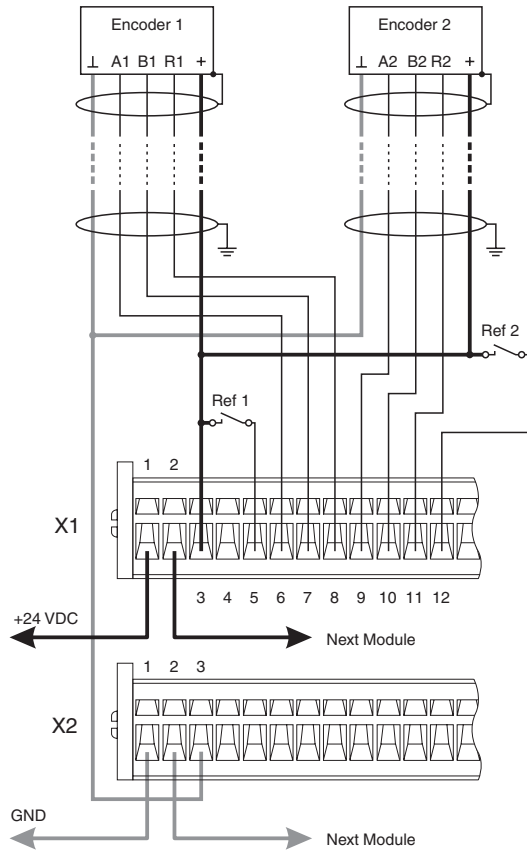 Encoder 1
Encoder 2
⊥ A1 B1 R1 +
⊥ A2 B2 R2 +
Ref 2
Ref 1
1 2
X1
3 4 5 6 7 8 9 10 11 12
+24 VDC
Next Module
1 2 3
X2
GND
Next Module